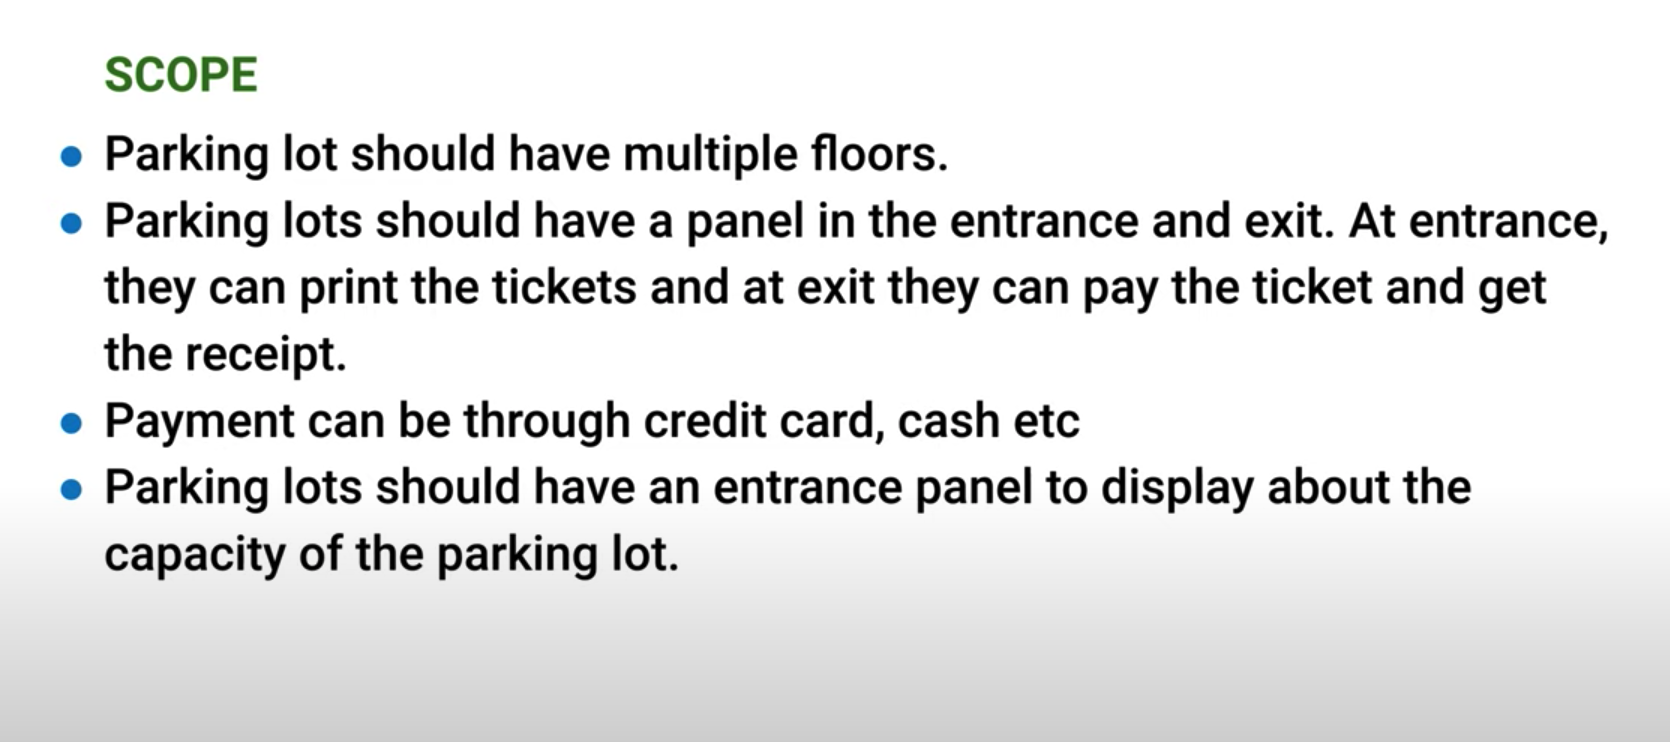 SCOPE
Parking lot should have multiple floors.
Parking lots should have a panel in the entrance and exit. At entrance,
they can print the tickets and at exit they can pay the ticket and get
the receipt.
Payment can be through credit card, cash etc
Parking lots should have an entrance panel to display about the
capacity of the parking lot.